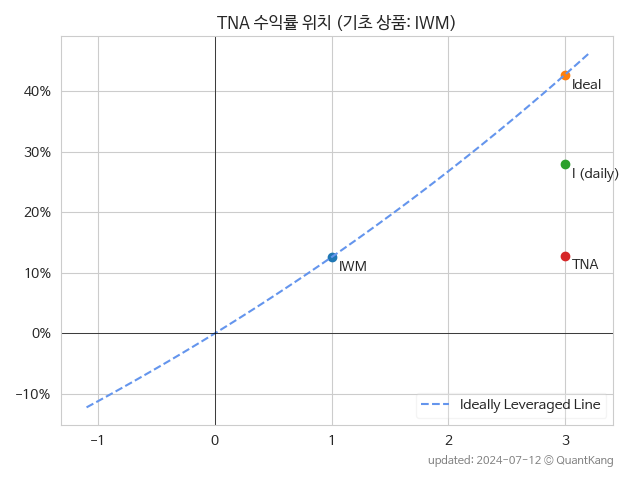 TNA 수익률 위치 (기초 상품: IWM)
40%
30%
20%
10%
0%
−10%
Ideal
I (daily)
IWM
TNA
Ideally Leveraged Line
−1
0
1
2
3
updated: 2024-07-12 © QuantKang